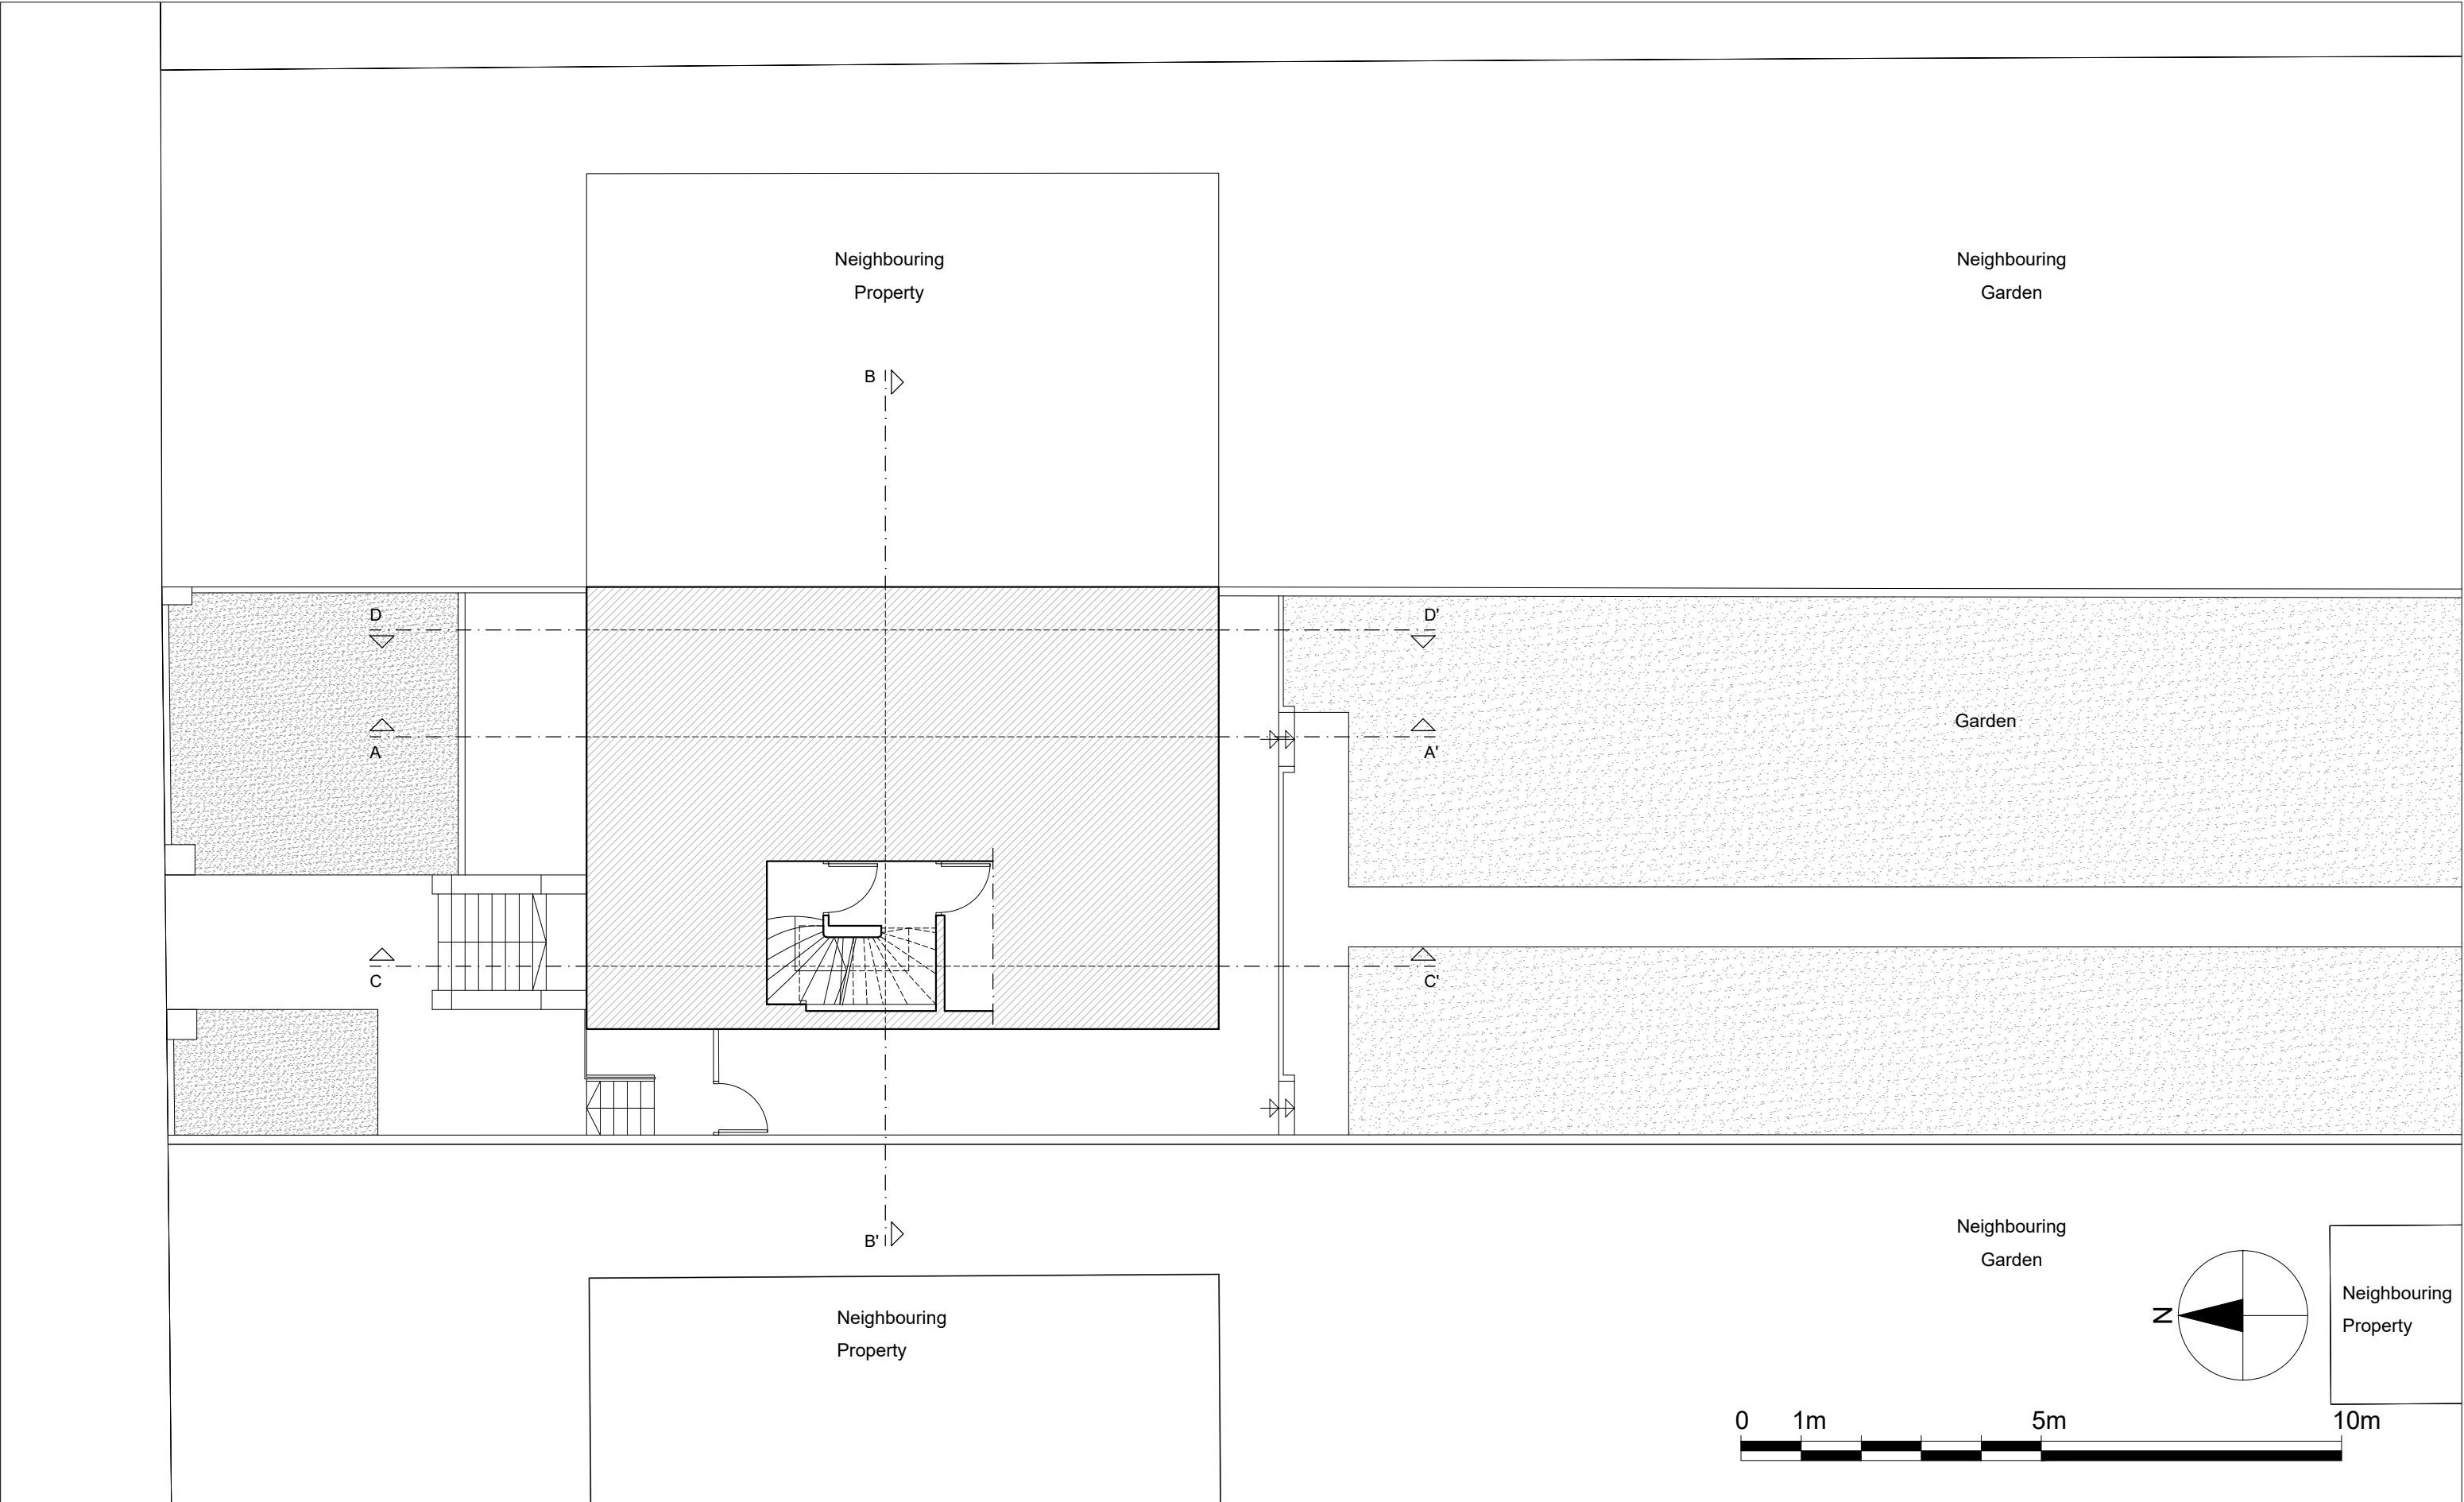 Neighbouring
Property
Neighbouring
Garden
B
D
D'
Garden
A
A'
C
C'
B'
Neighbouring
Garden
Neighbouring
Property
N
Neighbouring
Property
0 1m 5m 10m